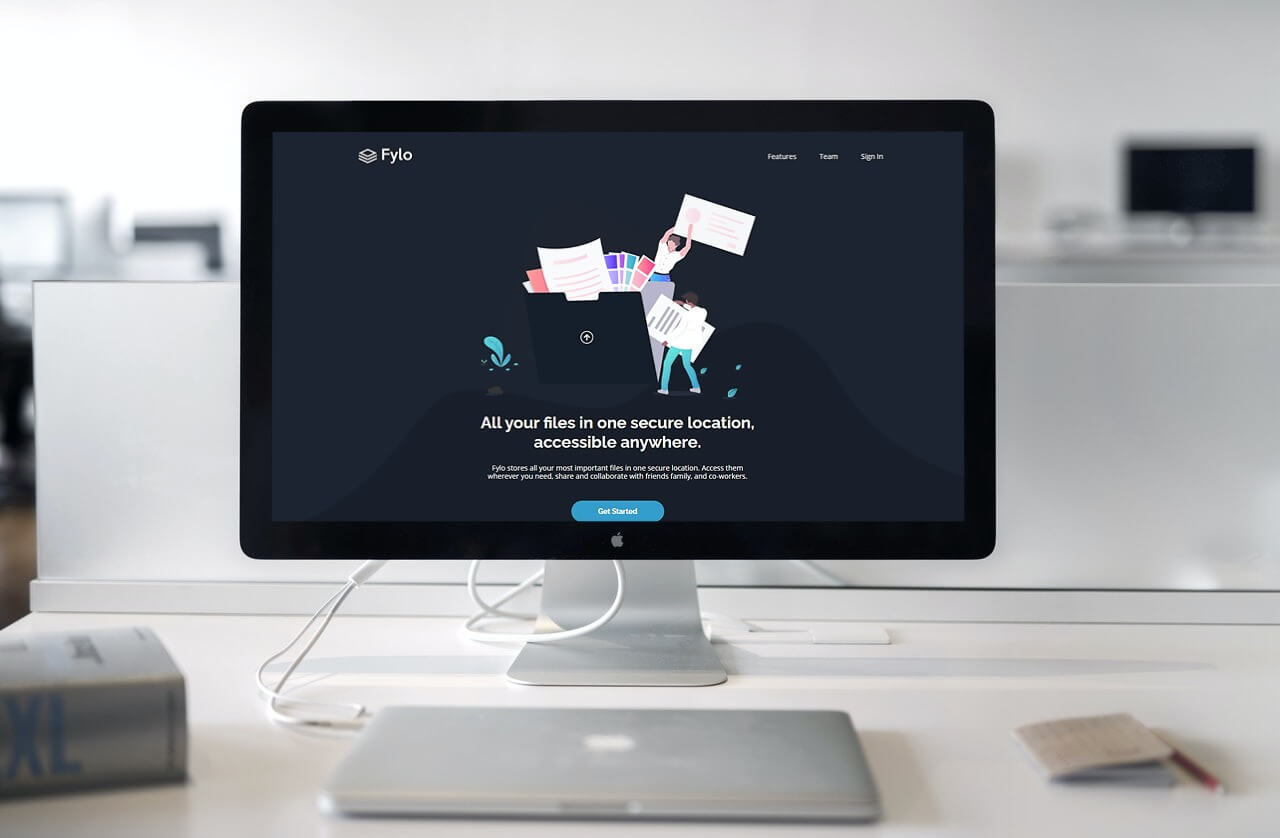 Fylo
Features
Team
Sign In
All your files in one secure location,
accessible anywhere.
Fylo stores all your most important files in one secure location. Access them
wherever you need, share and collaborate with friends family, and co-workers.
Get Started
XL